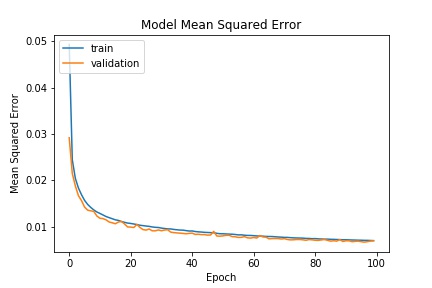 Model Mean Squared Error
0.05
0.04
0.03
0.02
0.01
Mean Squared Error
train
validation
0
20
40
60
80
100
Epoch